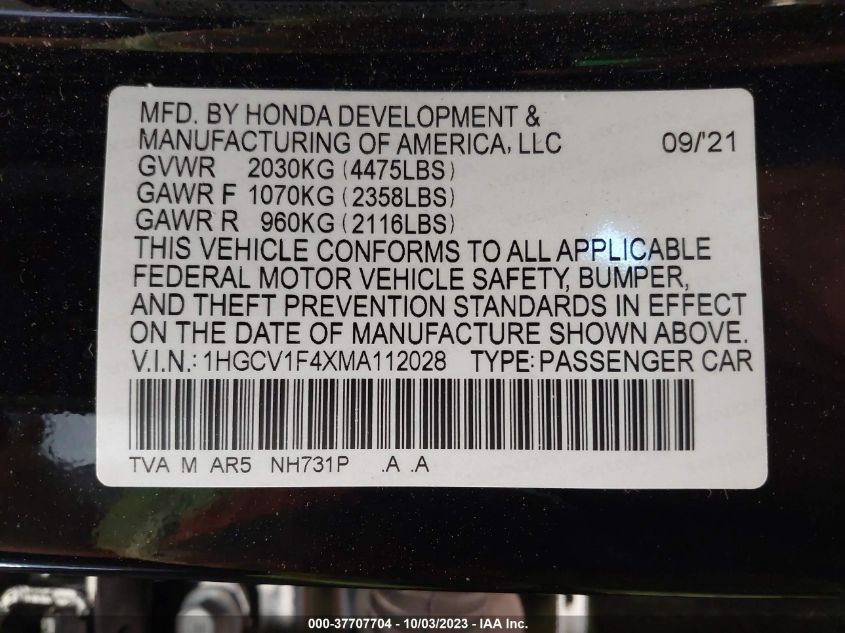 MFD. BY HONDA DEVELOPMENT &
MANUFACTURING OF AMERICA, LLC 09/'21
GVWR 2030KG (4475LBS)
GAWR F 1070KG (2358LBS)
GAWR R 960KG (2116LBS)
THIS VEHICLE CONFORMS TO ALL APPLICABLE
FEDERAL MOTOR VEHICLE SAFETY, BUMPER,
AND THEFT PREVENTION STANDARDS IN EFFECT
ON THE DATE OF MANUFACTURE SHOWN ABOVE.
V.I.N.: 1HGCV1F4XMA112028 TYPE: PASSENGER CAR
TVA M AR5 NH731P .A .A
000-37707704 - 10/03/2023 - IAA Inc.